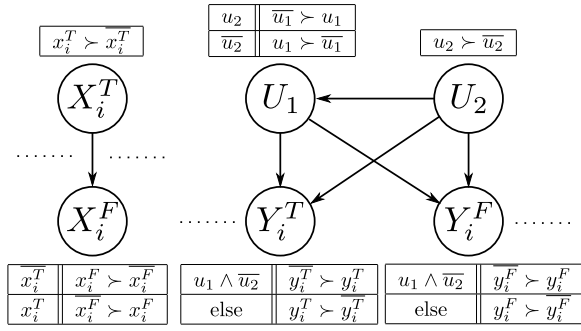 u_2 \overline{u_1} ≻ u_1
x_i^T ≻ \overline{x_i^T} \overline{u_2} u_1 ≻ \overline{u_1} u_2 ≻ \overline{u_2}
X_i^T U_1 U_2
....... .......
X_i^F ....... Y_i^T Y_i^F .......
\overline{x_i^T} x_i^F ≻ \overline{x_i^F} u_1 ∧ \overline{u_2} \overline{y_i^T} ≻ y_i^T u_1 ∧ \overline{u_2} \overline{y_i^F} ≻ y_i^F
x_i^T \overline{x_i^F} ≻ x_i^F else y_i^T ≻ \overline{y_i^T} else y_i^F ≻ \overline{y_i^F}